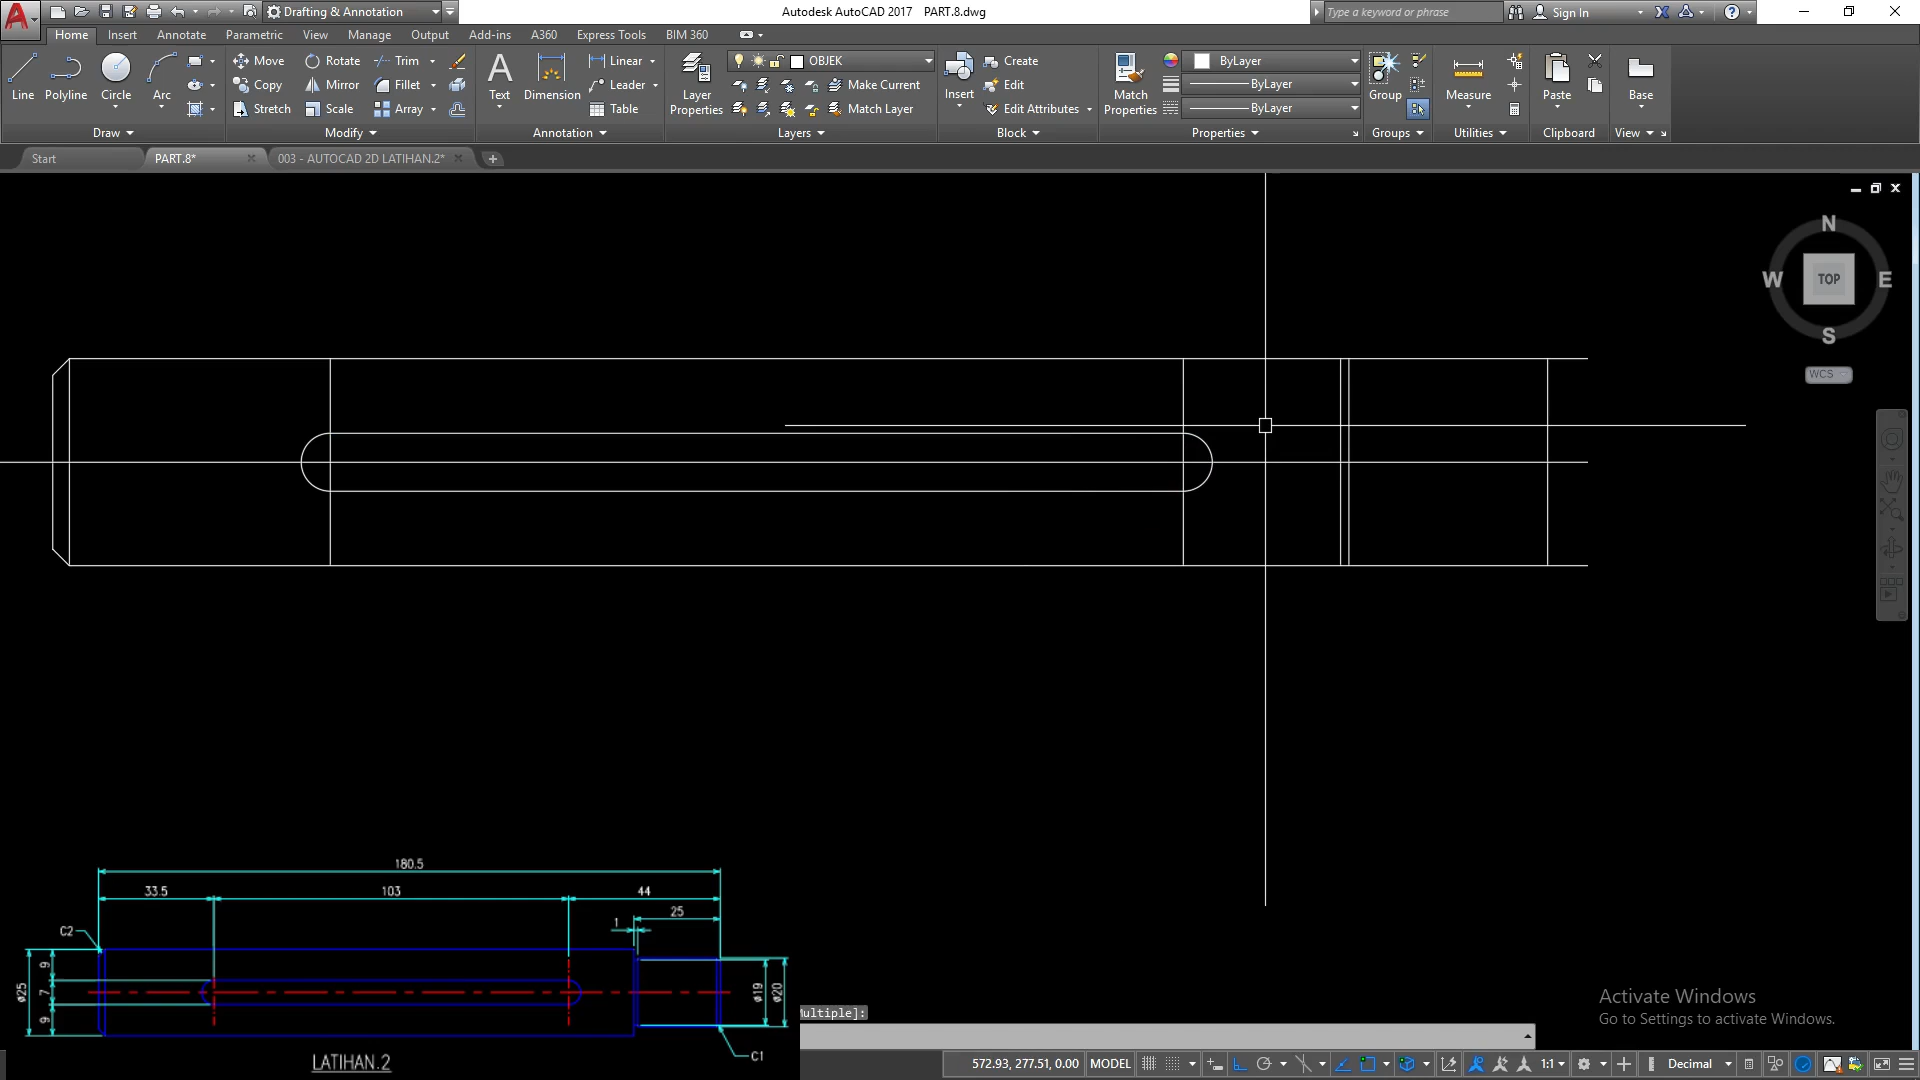 Drafting & Annotation
Autodesk AutoCAD 2017 PART.8.dwg
Type a keyword or phrase
Sign In
Home Insert Annotate Parametric View Manage Output Add-ins A360 Express Tools BIM 360
Line Polyline Circle Arc
Move Rotate Trim
Copy Mirror Fillet
Stretch Scale Array
Text Dimension
Linear
Leader
Table
Layer Properties
OBJEK
Make Current
Match Layer
Insert
Create
Edit
Edit Attributes
Match Properties
ByLayer
ByLayer
ByLayer
Group
Measure
Paste
Base
Draw Modify Annotation Layers Block Properties Groups Utilities Clipboard View
Start PART.8* 003 - AUTOCAD 2D LATIHAN.2*
N
W TOP E
S
WCS
180.5
33.5 103 44
25
1
C2
9
7
9
ø25
ø19
ø20
C1
LATIHAN.2
Multiple]:
Activate Windows
Go to Settings to activate Windows.
572.93, 277.51, 0.00 MODEL 1:1 Decimal